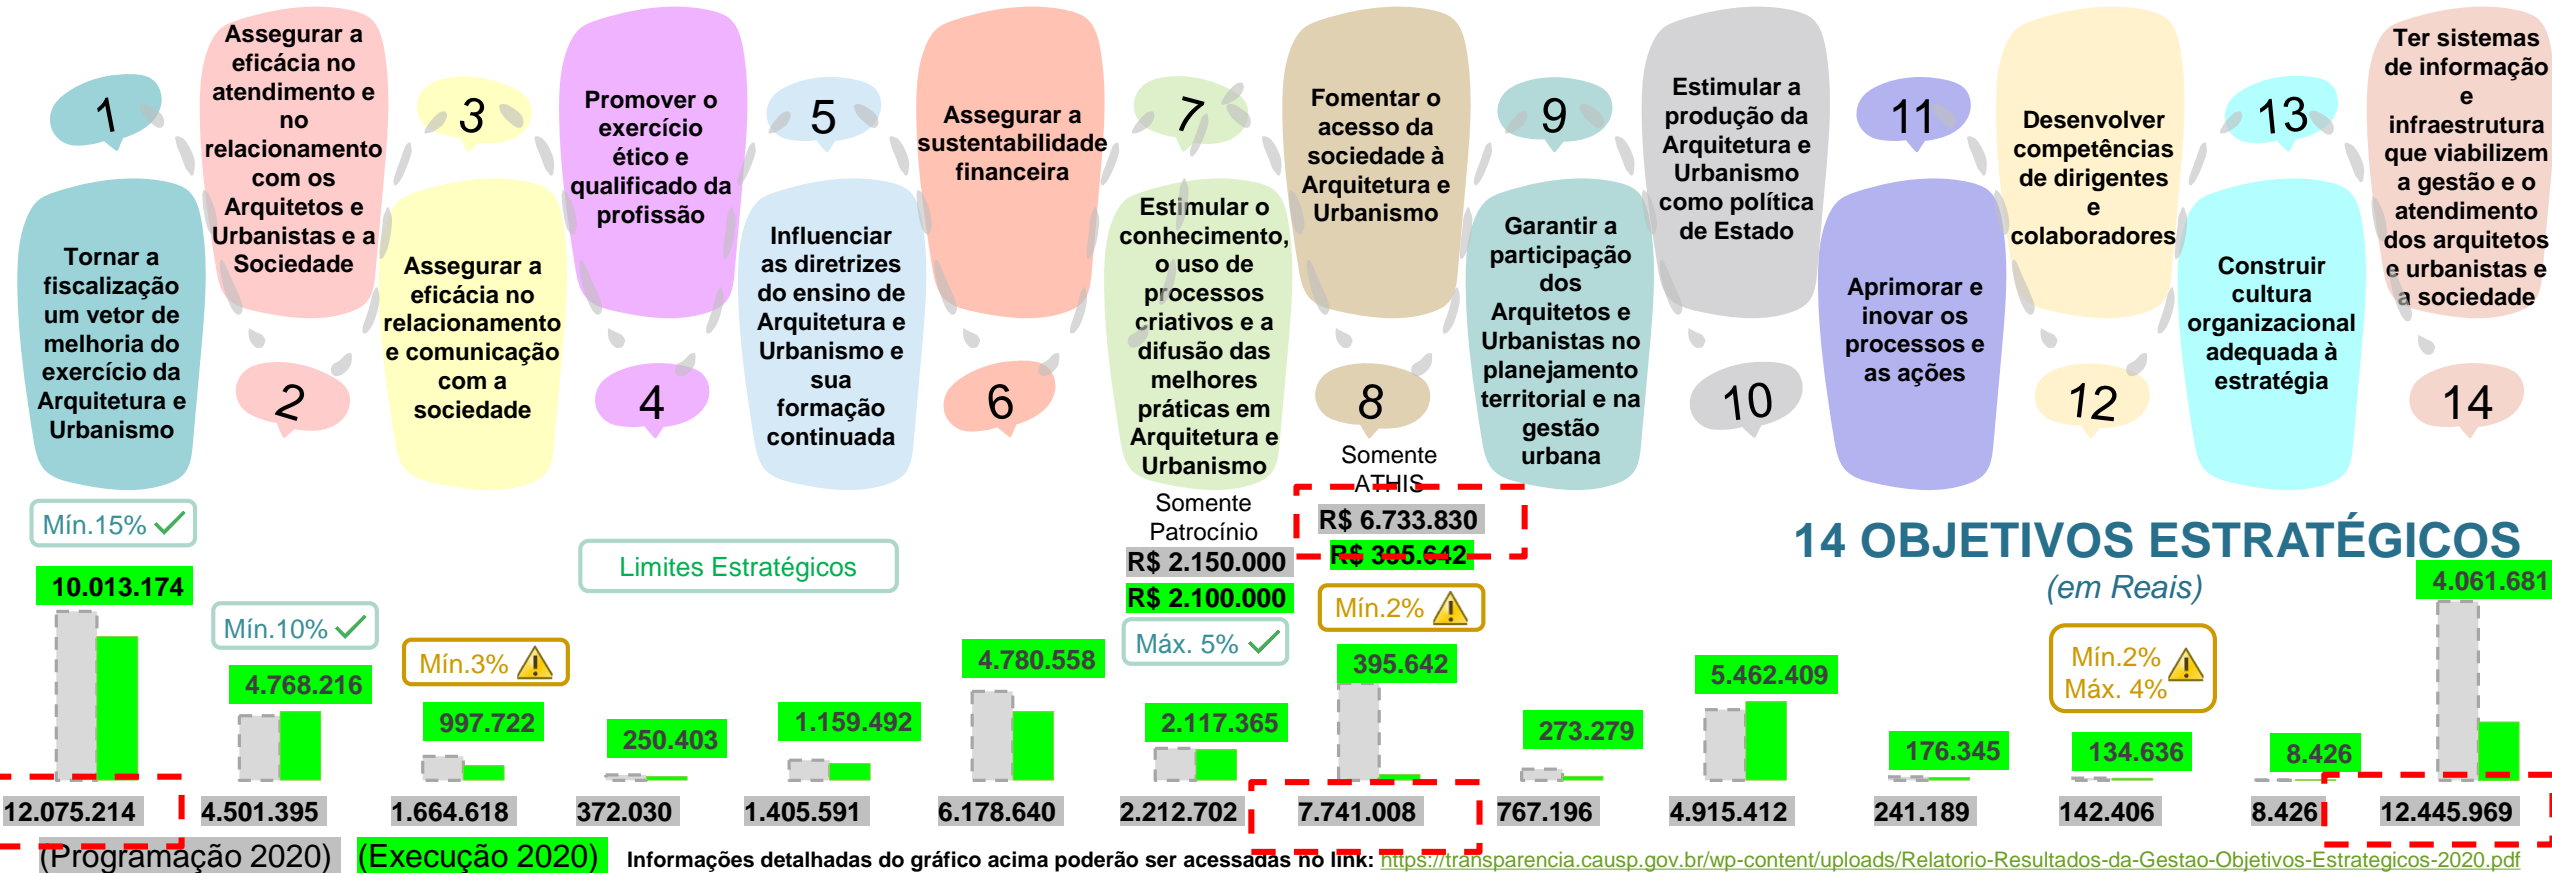 1
Tornar a
fiscalização
um vetor de
melhoria do
exercício da
Arquitetura e
Urbanismo
Assegurar a
eficácia no
atendimento e
no
relacionamento
com os
Arquitetos e
Urbanistas e a
Sociedade
2
3
Assegurar a
eficácia no
relacionamento
e comunicação
com a
sociedade
Promover o
exercício
ético e
qualificado da
profissão
4
5
Influenciar
as diretrizes
do ensino de
Arquitetura e
Urbanismo e
sua
formação
continuada
Assegurar a
sustentabilidade
financeira
6
7
Estimular o
conhecimento,
o uso de
processos
criativos e a
difusão das
melhores
práticas em
Arquitetura e
Urbanismo
Fomentar o
acesso da
sociedade à
Arquitetura e
Urbanismo
8
9
Garantir a
participação
dos
Arquitetos e
Urbanistas no
planejamento
territorial e na
gestão
urbana
Estimular a
produção da
Arquitetura e
Urbanismo
como política
de Estado
10
11
Aprimorar e
inovar os
processos e
as ações
Desenvolver
competências
de dirigentes
e
colaboradores
12
13
Construir
cultura
organizacional
adequada à
estratégia
Ter sistemas
de informação
e
infraestrutura
que viabilizem
a gestão e o
atendimento
dos arquitetos
e urbanistas e
a sociedade
14
Mín.15%
Limites Estratégicos
Somente
Patrocínio
R$ 2.150.000
R$ 2.100.000
Somente
ATHIS
R$ 6.733.830
R$ 395.642
14 OBJETIVOS ESTRATÉGICOS
(em Reais)
Mín.10%
Mín.3%
Máx. 5%
Mín.2%
Mín.2%
Máx. 4%
10.013.174
4.768.216
997.722
250.403
1.159.492
4.780.558
2.117.365
395.642
273.279
5.462.409
176.345
134.636
8.426
4.061.681
12.075.214
4.501.395
1.664.618
372.030
1.405.591
6.178.640
2.212.702
7.741.008
767.196
4.915.412
241.189
142.406
8.426
12.445.969
(Programação 2020)
(Execução 2020)
Informações detalhadas do gráfico acima poderão ser acessadas no link: https://transparencia.causp.gov.br/wp-content/uploads/Relatorio-Resultados-da-Gestao-Objetivos-Estrategicos-2020.pdf